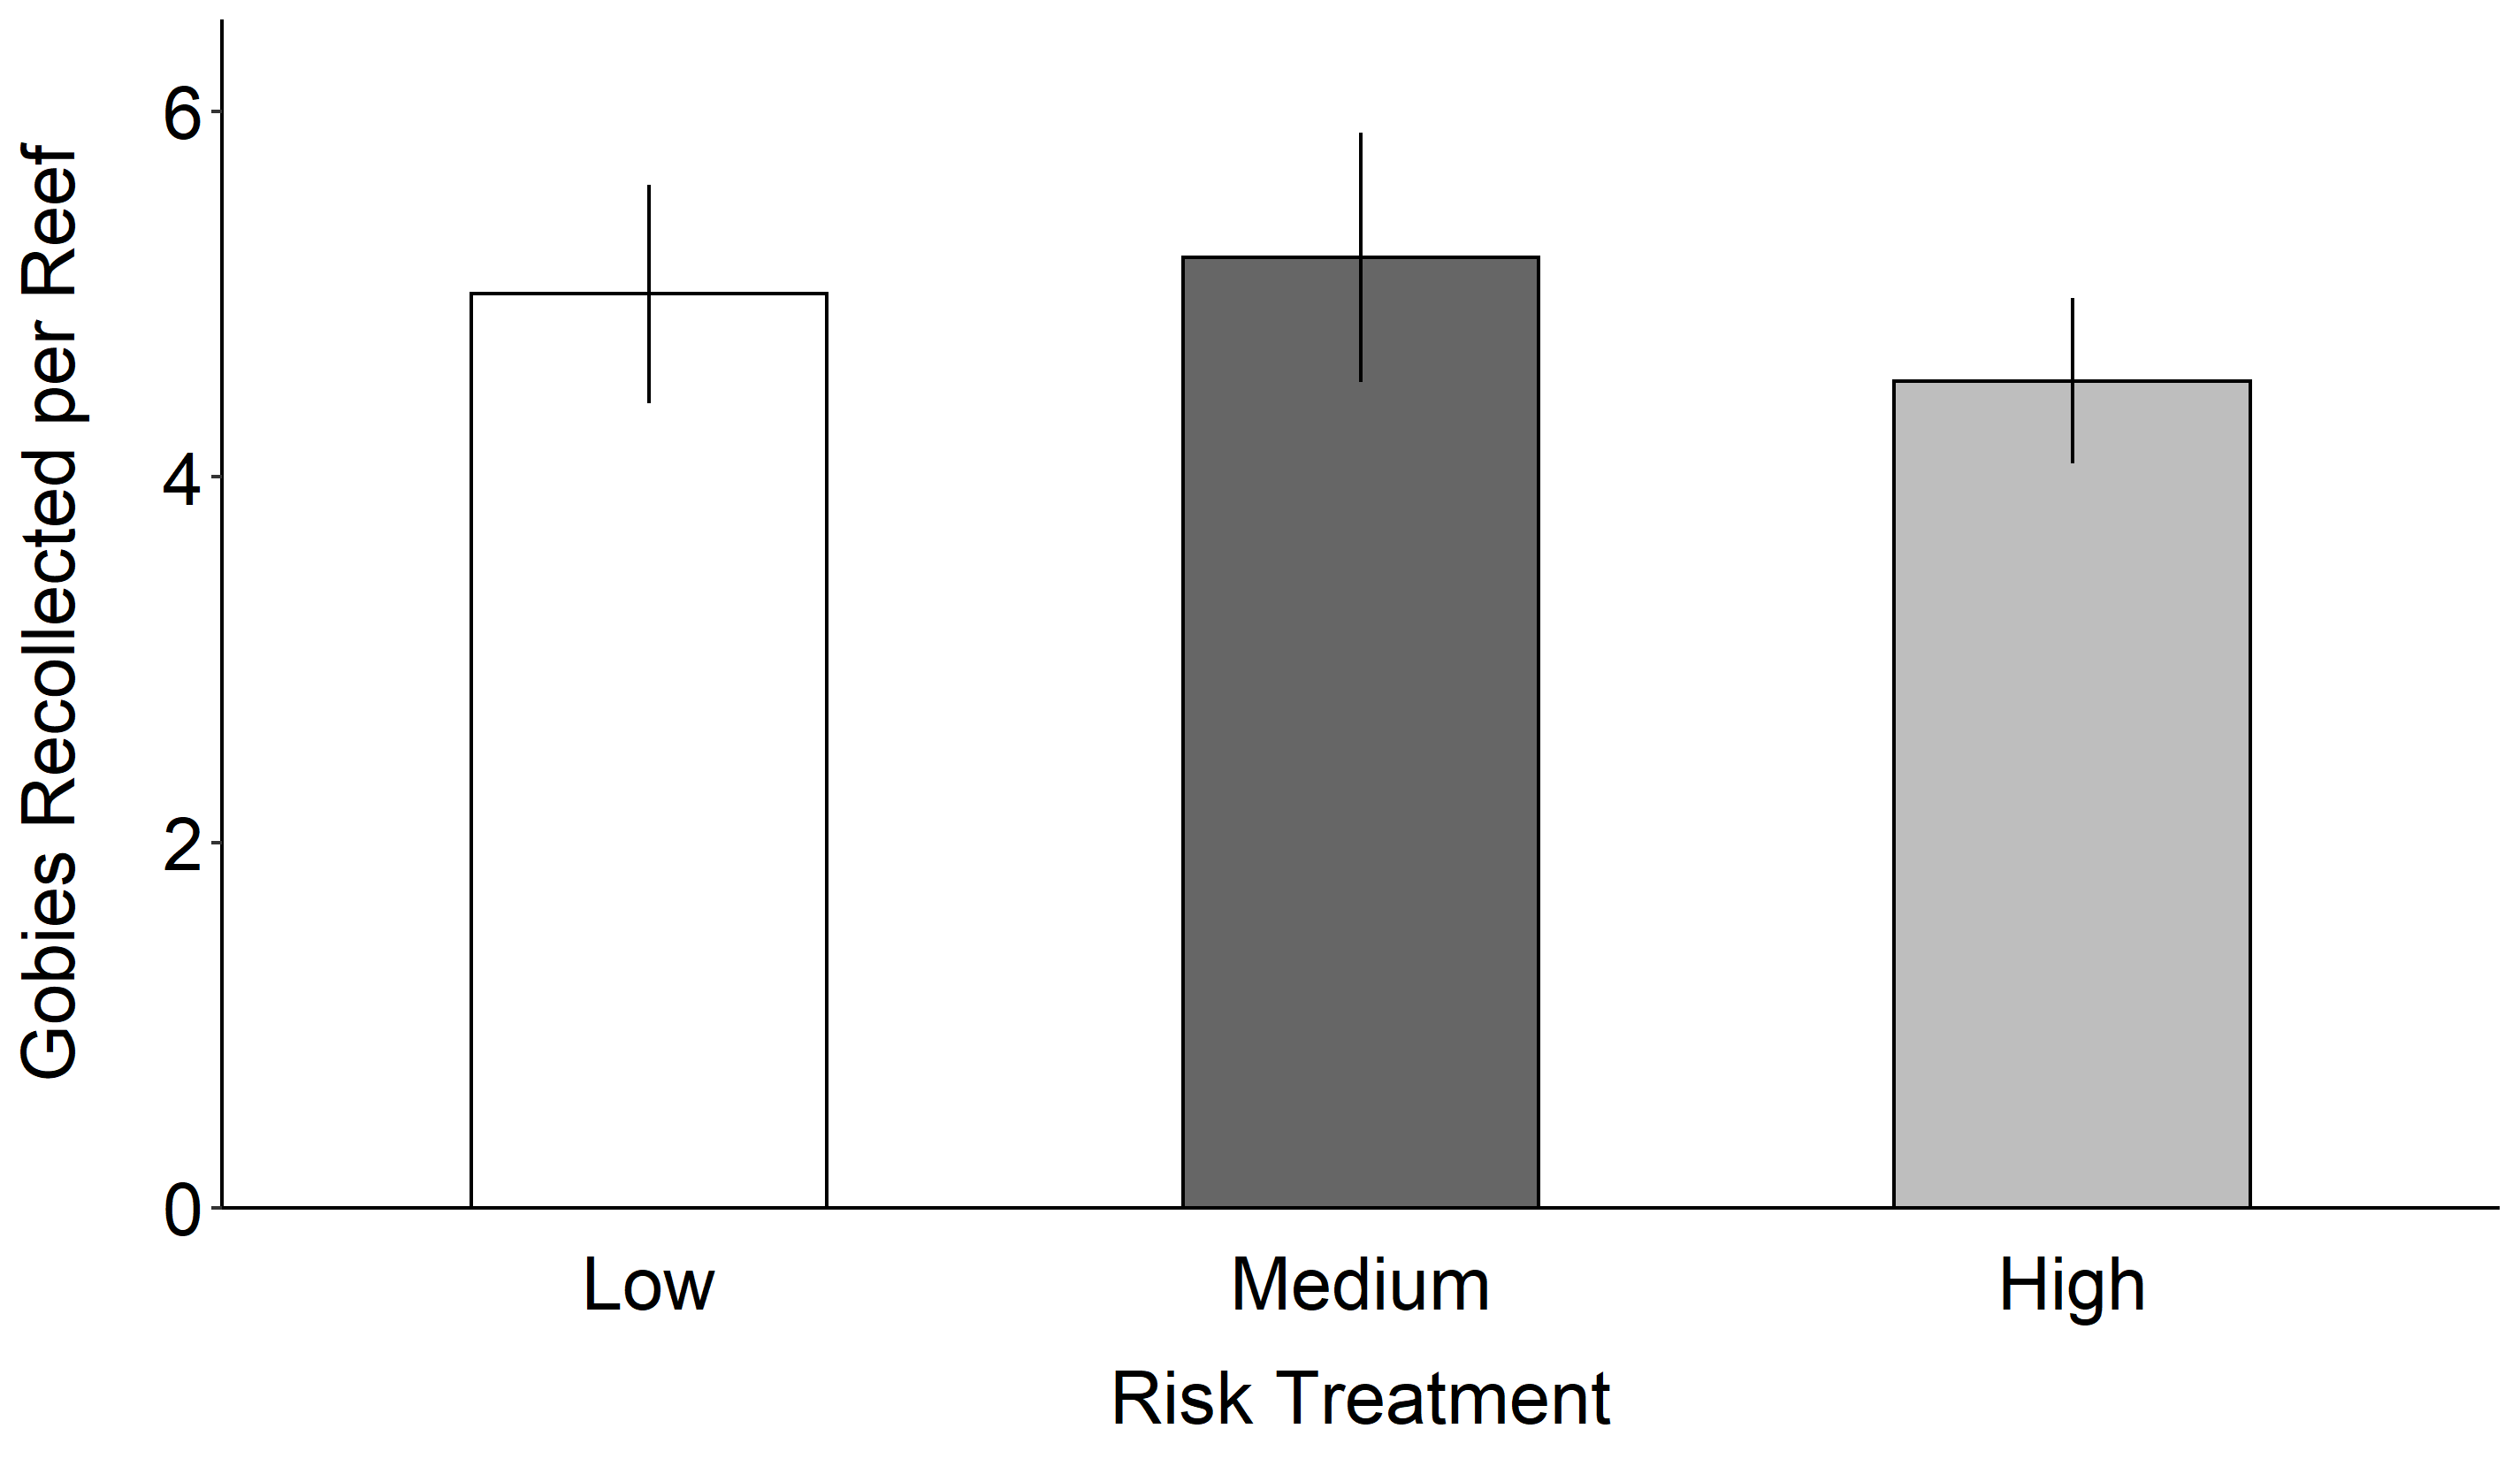 Gobies Recollected per Reef
6
4
2
0
Low
Medium
High
Risk Treatment